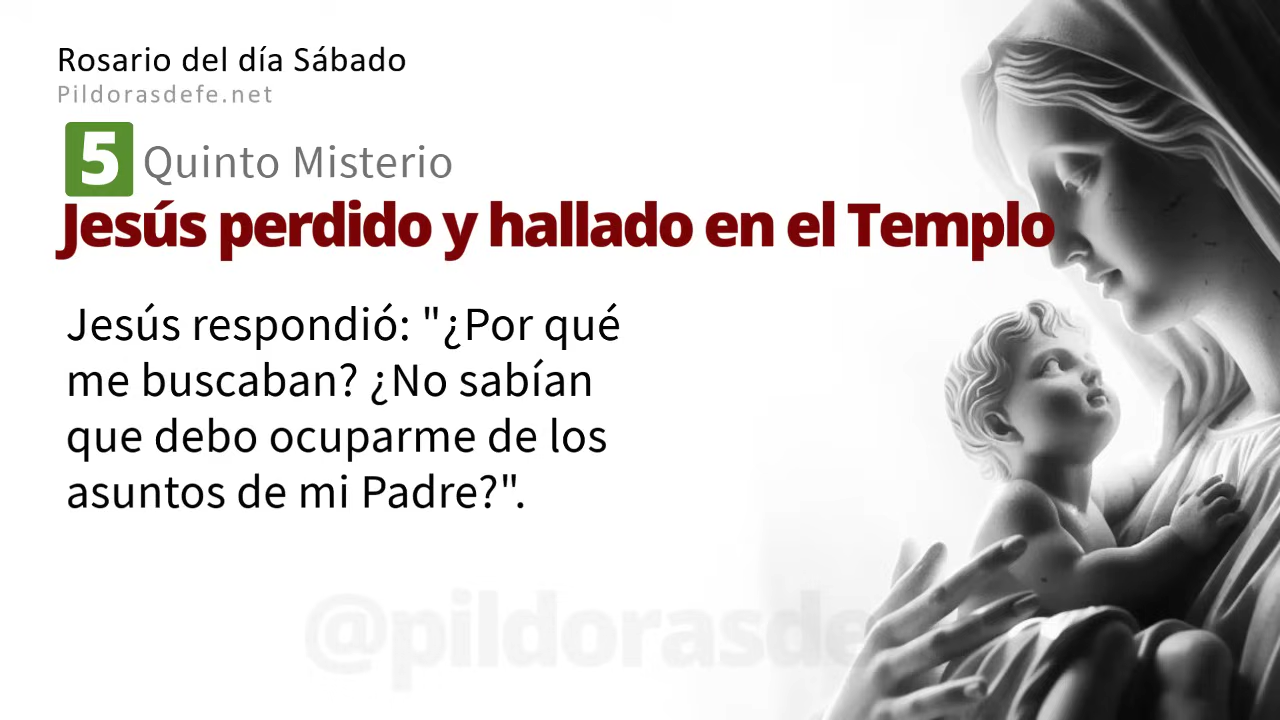 Rosario del día Sábado
Pildorasdefe.net
5 Quinto Misterio
Jesús perdido y hallado en el Templo
Jesús respondió: "¿Por qué
me buscaban? ¿No sabían
que debo ocuparme de los
asuntos de mi Padre?".
@pildorasde